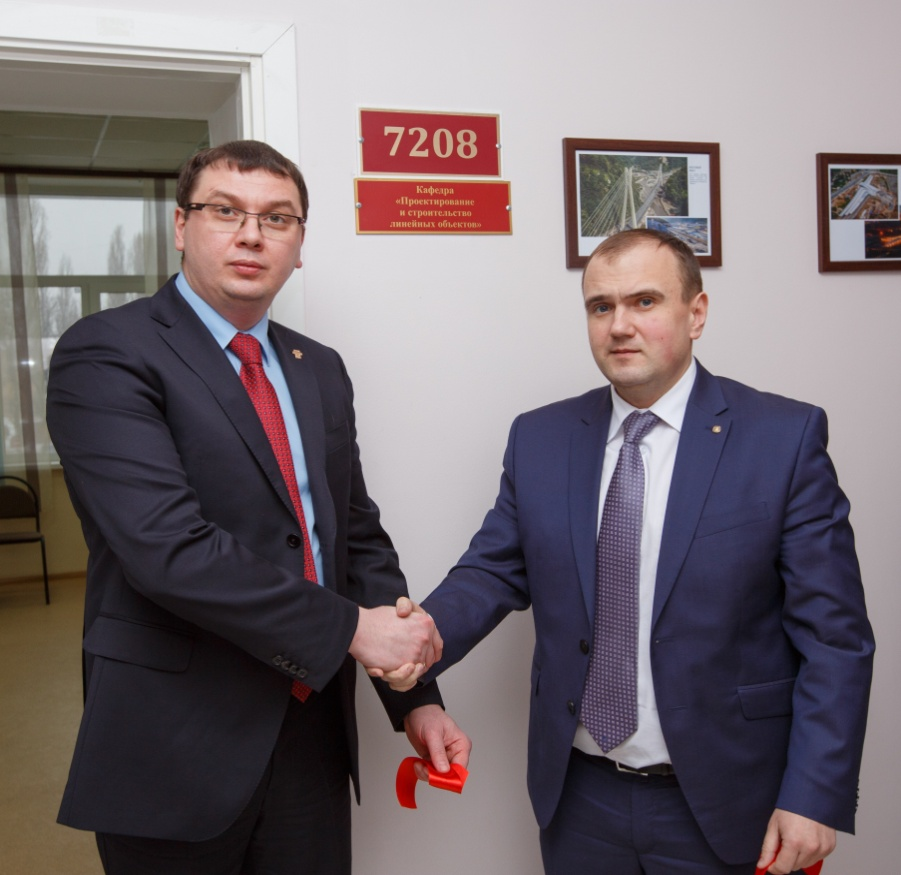 7208
Кафедра
«Проектирование
и строительство
линейных объектов»